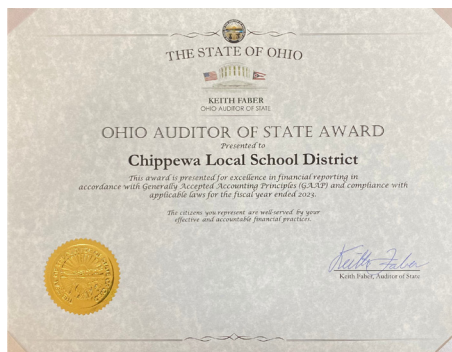 THE STATE OF OHIO
KEITH FABER
OHIO AUDITOR OF STATE
OHIO AUDITOR OF STATE AWARD
Presented to
Chippewa Local School District
This award is presented for excellence in financial reporting in
accordance with Generally Accepted Accounting Principles (GAAP) and compliance with
applicable laws for the fiscal year ended 2023.
The citizens you represent are well-served by your
effective and accountable financial practices.
Keith Faber
Keith Faber, Auditor of State